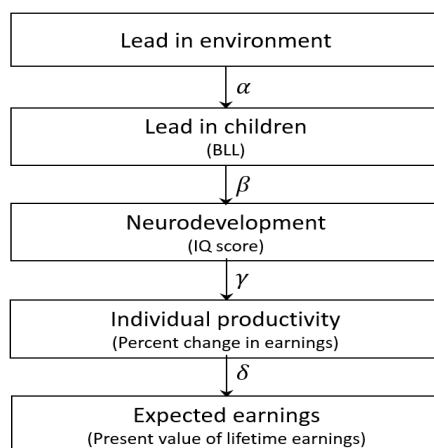 Lead in environment
α
Lead in children
(BLL)
β
Neurodevelopment
(IQ score)
γ
Individual productivity
(Percent change in earnings)
δ
Expected earnings
(Present value of lifetime earnings)